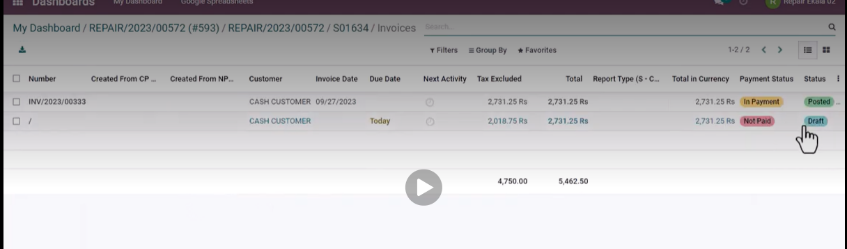 Dashboards My Dashboard Google Spreadsheets Repair Ekala 02
My Dashboard / REPAIR/2023/00572 (#593) / REPAIR/2023/00572 / S01634 / Invoices Search...
Filters Group By Favorites 1-2 / 2
Number Created From CP ... Created From NP... Customer Invoice Date Due Date Next Activity Tax Excluded Total Report Type (S - C... Total in Currency Payment Status Status
INV/2023/00333 CASH CUSTOMER 09/27/2023 2,731.25 Rs 2,731.25 Rs 2,731.25 Rs In Payment Posted ...
/ CASH CUSTOMER Today 2,018.75 Rs 2,731.25 Rs 2,731.25 Rs Not Paid Draft
4,750.00 5,462.50